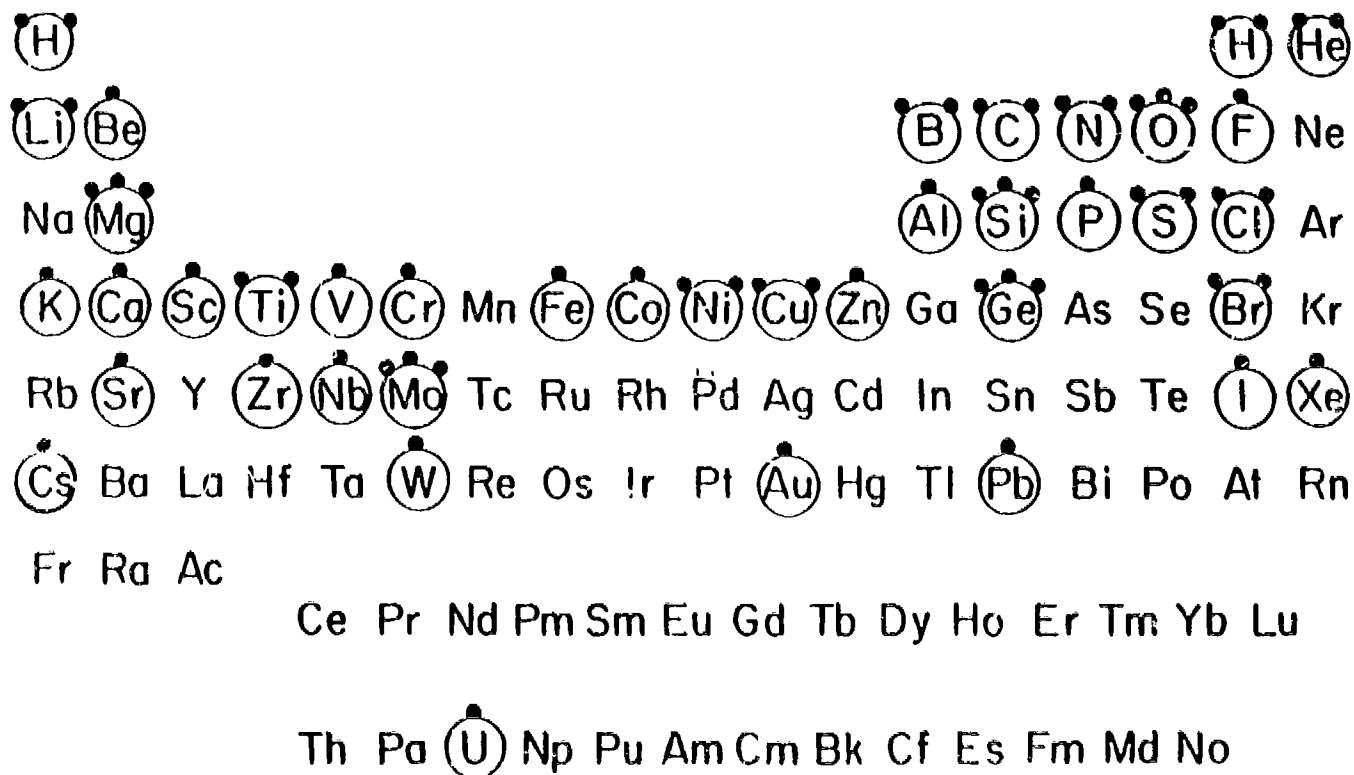 H H He
Li Be B C N O F Ne
Na Mg Al Si P S Cl Ar
K Ca Sc Ti V Cr Mn Fe Co Ni Cu Zn Ga Ge As Se Br Kr
Rb Sr Y Zr Nb Mo Tc Ru Rh Pd Ag Cd In Sn Sb Te I Xe
Cs Ba La Hf Ta W Re Os Ir Pt Au Hg Tl Pb Bi Po At Rn
Fr Ra Ac
Ce Pr Nd Pm Sm Eu Gd Tb Dy Ho Er Tm Yb Lu
Th Pa U Np Pu Am Cm Bk Cf Es Fm Md No